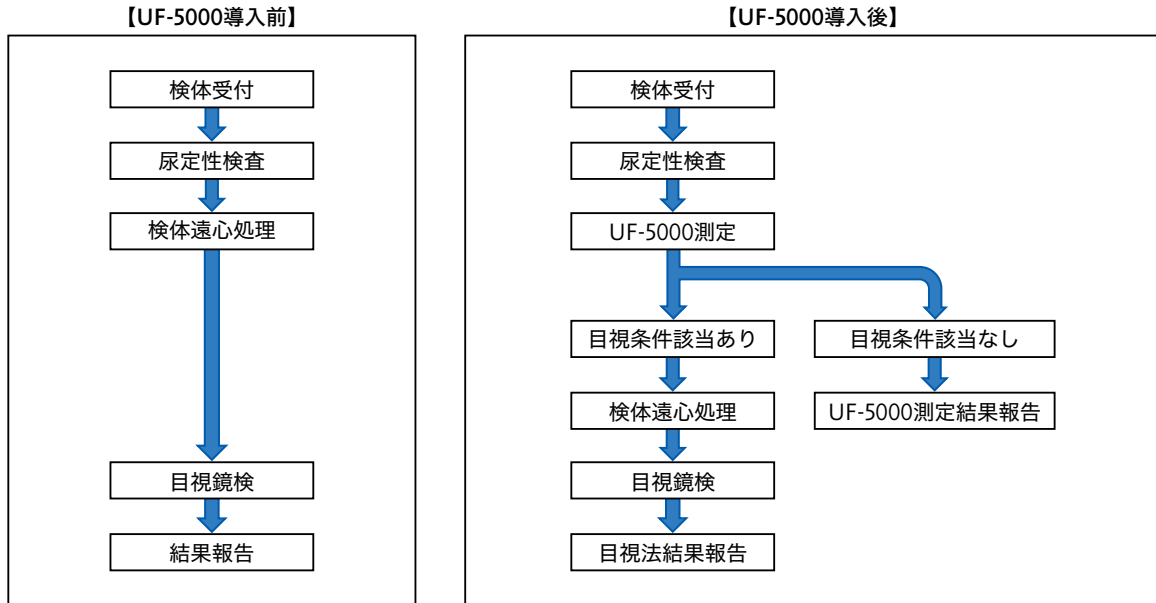 【UF-5000導入前】
検体受付
尿定性検査
検体遠心処理
目視鏡検
結果報告
【UF-5000導入後】
検体受付
尿定性検査
UF-5000測定
目視条件該当あり
目視条件該当なし
検体遠心処理
UF-5000測定結果報告
目視鏡検
目視法結果報告